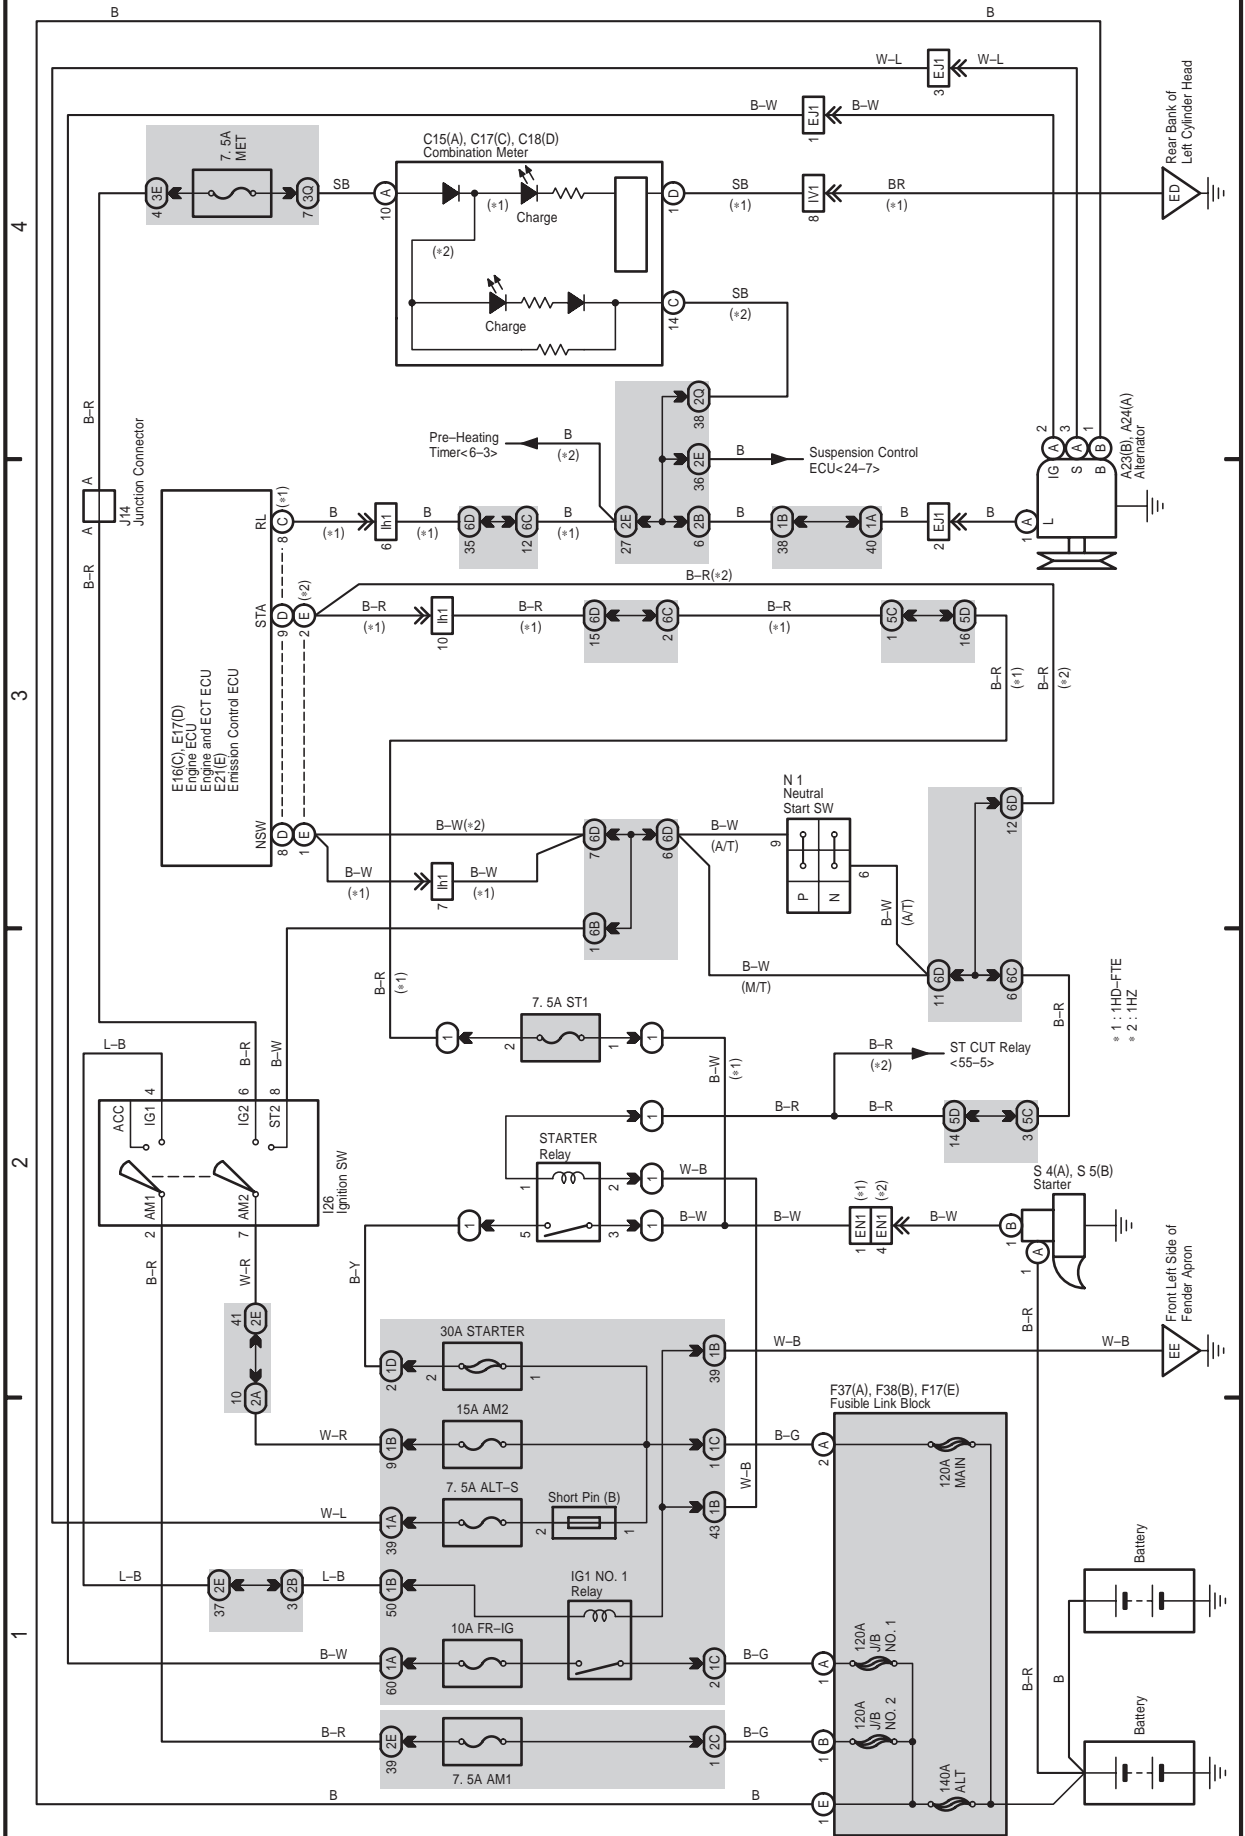 B
B
W–L
3 EJ1
W–L
B–W
1 EJ1
B–W
Rear Bank of
Left Cylinder Head
4
7. 5A
MET
4 3E
7 3Q
SB
C15(A), C17(C), C18(D)
Combination Meter
10 A
(*1)
Charge
(*2)
Charge
1 D
SB
(*1)
8 IV1
BR
(*1)
ED
14 C
SB
(*2)
B–R
A
A
J14
Junction Connector
B–R
Pre–Heating
Timer<6–3>
B
(*2)
38 2Q
36 2E
B
Suspension Control
ECU<24–7>
2 A IG
3 A S
1 B B
A23(B), A24(A)
Alternator
RL
8 C (*1)
B
(*1)
6 Ih1
B
(*1)
35 6D
12 6C
B
(*1)
27 2E
6 2B
B
38 1B
40 1A
B
2 EJ1
B
1 A L
3
E16(C), E17(D)
Engine ECU
Engine and ECT ECU
E21(E)
Emission Control ECU
STA
9 D
2 E (*2)
B–R(*2)
B–R
(*1)
10 Ih1
B–R
(*1)
15 6D
2 6C
B–R
(*1)
1 5C
16 5D
B–R
(*1)
B–R
(*2)
NSW
8 D
1 E
B–W(*2)
B–W
(*1)
7 Ih1
B–W
(*1)
7 6D
6 6D
1 6B
B–W
(A/T)
N 1
Neutral
Start SW
9
P
N
6
B–W
(A/T)
12 6D
B–W
(M/T)
11 6D
6 6C
B–R
* 1 : 1HD–FTE
* 2 : 1HZ
B–R
(*1)
7. 5A ST1
1
2
1
1
B–W
(*1)
B–R
(*2)
ST CUT Relay
<55–5>
L–B
B–R
B–W
2
ACC
IG1 4
IG2 6
ST2 8
2 AM1
7 AM2
I26
Ignition SW
B–R
W–R
STARTER
Relay
1
2
5
3
1
1
1
1
B–R
B–R
14 5D
3 5C
W–B
B–W
B–W
1 EN1 (*1)
4 EN1 (*2)
B–W
1 B
1 A
S 4(A), S 5(B)
Starter
B–R
B–Y
41 2E
10 2A
W–R
30A STARTER
2 1D
2
1
39 1B
W–B
W–B
EE
Front Left Side of
Fender Apron
15A AM2
9 1B
1 1C
B–G
F37(A), F38(B), F17(E)
Fusible Link Block
2 A
120A
MAIN
W–L
39 1A
7. 5A ALT–S
Short Pin (B)
2
1
43 1B
W–B
1
L–B
37 2E
3 2B
L–B
50 1B
IG1 NO. 1
Relay
B–W
60 1A
10A FR–IG
2 1C
B–G
1 A
120A
J/B
NO. 1
B–R
39 2E
7. 5A AM1
1 2C
B–G
1 B
120A
J/B
NO. 2
B
B
1 E
140A
ALT
B–R
B
Battery
Battery